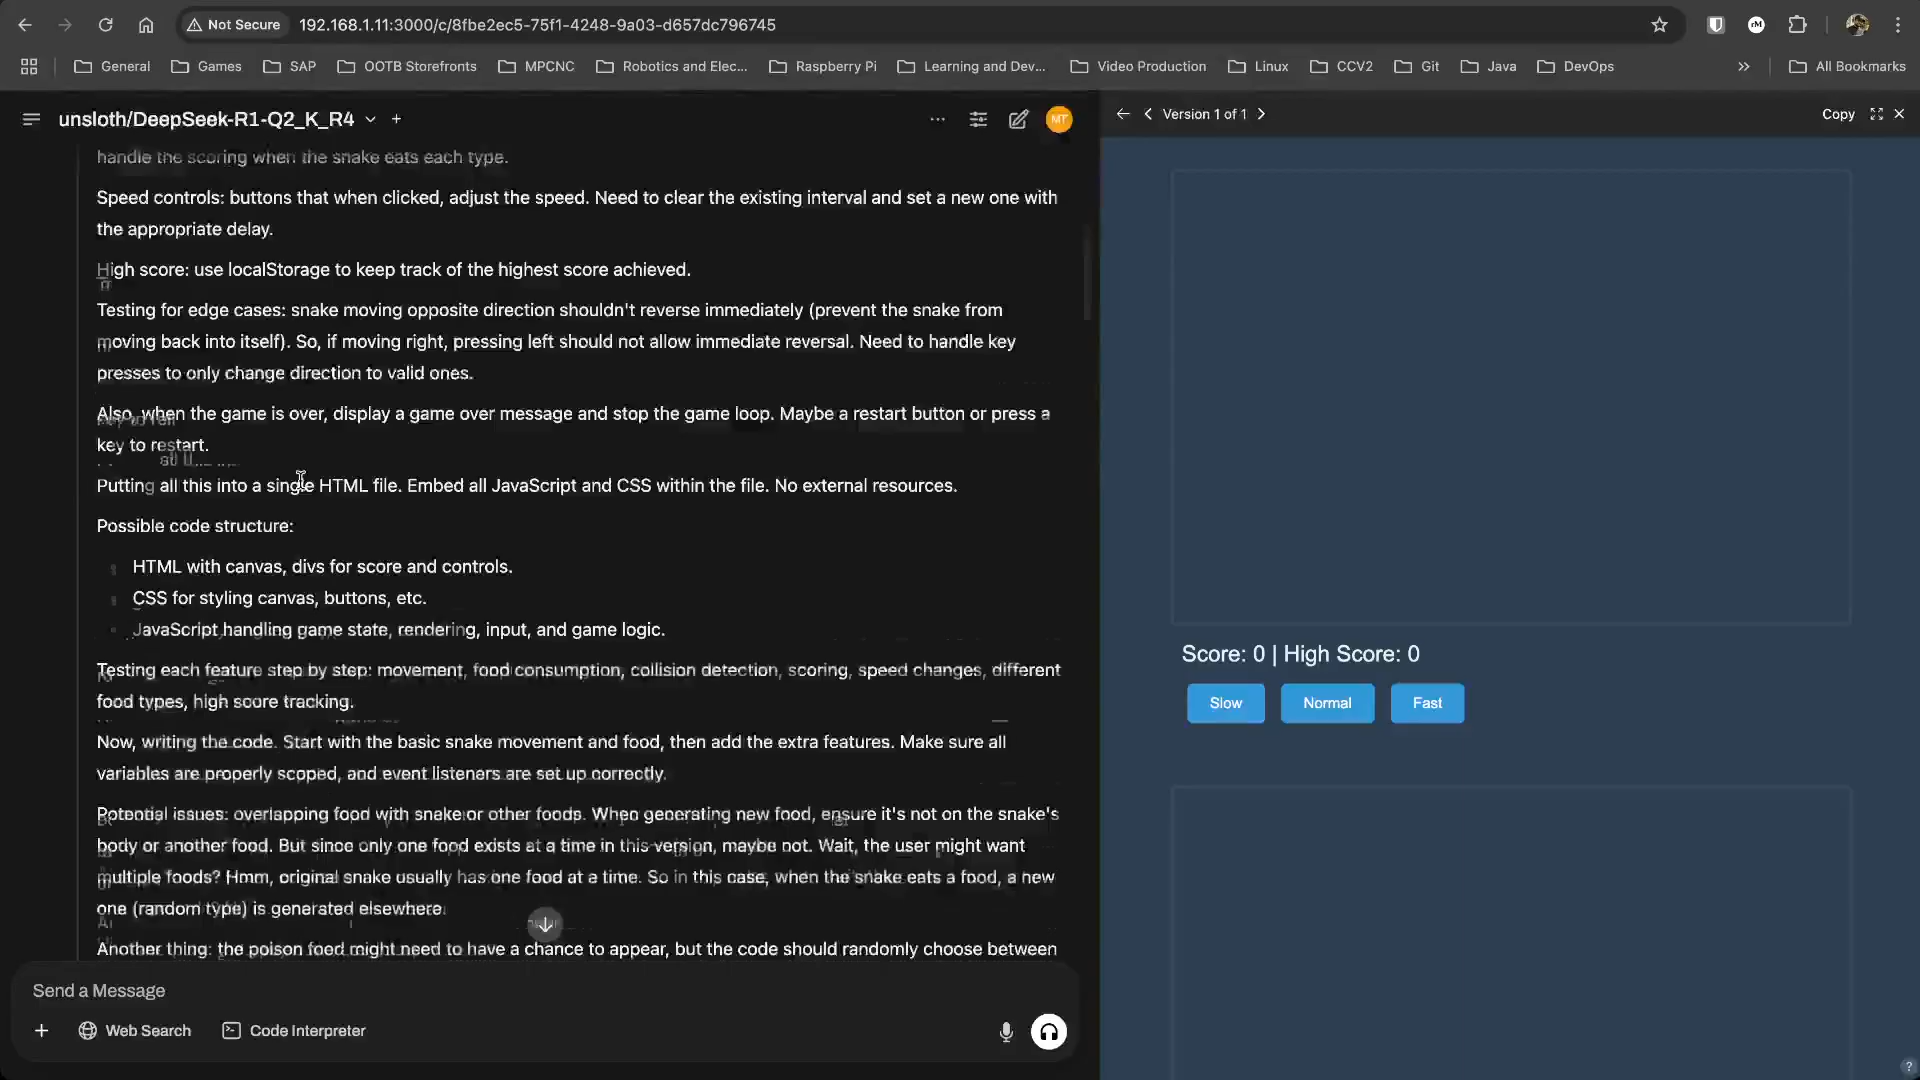 Not Secure
192.168.1.11:3000/c/8fbe2ec5-75f1-4248-9a03-d657dc796745
General
Games
SAP
OOTB Storefronts
MPCNC
Robotics and Elec...
Raspberry Pi
Learning and Dev...
Video Production
Linux
CCV2
Git
Java
DevOps
All Bookmarks
unsloth/DeepSeek-R1-Q2_K_R4
MT
handle the scoring when the snake eats each type.
Speed controls: buttons that when clicked, adjust the speed. Need to clear the existing interval and set a new one with
the appropriate delay.
High score: use localStorage to keep track of the highest score achieved.
Testing for edge cases: snake moving opposite direction shouldn't reverse immediately (prevent the snake from
moving back into itself). So, if moving right, pressing left should not allow immediate reversal. Need to handle key
presses to only change direction to valid ones.
Also, when the game is over, display a game over message and stop the game loop. Maybe a restart button or press a
key to restart.
Putting all this into a single HTML file. Embed all JavaScript and CSS within the file. No external resources.
Possible code structure:
HTML with canvas, divs for score and controls.
CSS for styling canvas, buttons, etc.
JavaScript handling game state, rendering, input, and game logic.
Testing each feature step by step: movement, food consumption, collision detection, scoring, speed changes, different
food types, high score tracking.
Now, writing the code. Start with the basic snake movement and food, then add the extra features. Make sure all
variables are properly scoped, and event listeners are set up correctly.
Potential issues: overlapping food with snake or other foods. When generating new food, ensure it's not on the snake's
body or another food. But since only one food exists at a time in this version, maybe not. Wait, the user might want
multiple foods? Hmm, original snake usually has one food at a time. So in this case, when the snake eats a food, a new
one (random type) is generated elsewhere.
Another thing: the poison food might need to have a chance to appear, but the code should randomly choose between
Send a Message
Web Search
Code Interpreter
Version 1 of 1
Copy
Score: 0 | High Score: 0
Slow
Normal
Fast